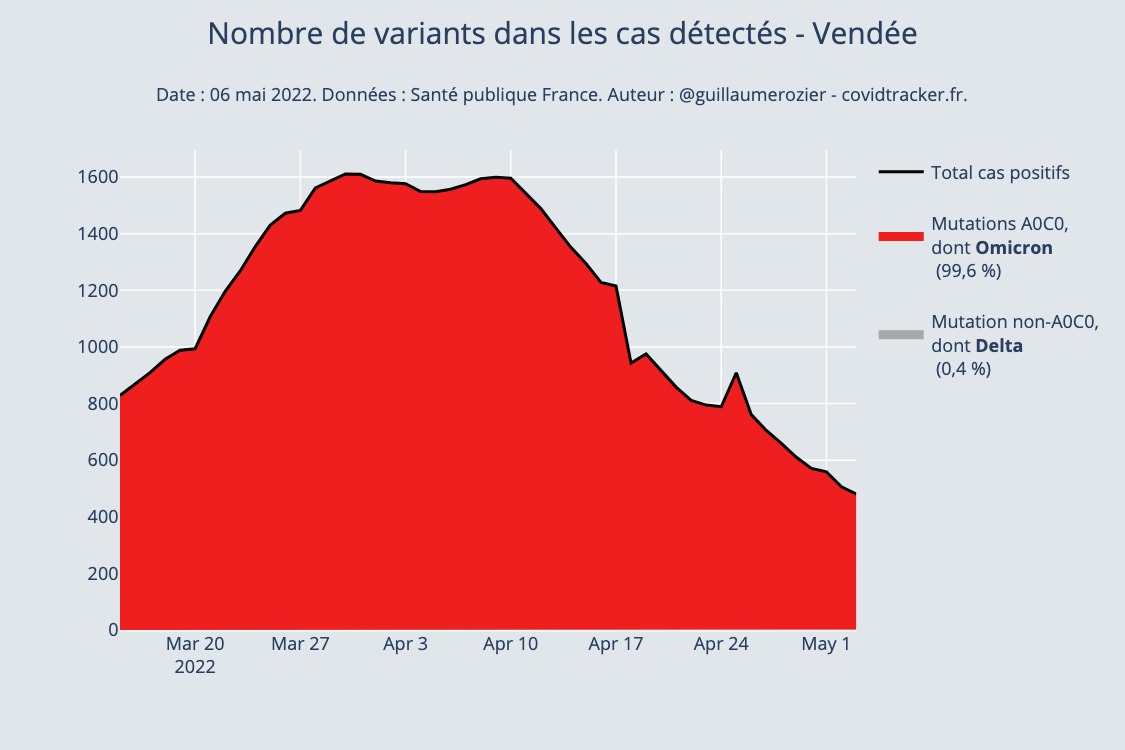 Nombre de variants dans les cas détectés - Vendée
Date : 06 mai 2022. Données : Santé publique France. Auteur : @guillaumerozier - covidtracker.fr.
1600
1400
1200
1000
800
600
400
200
0
Mar 20
2022
Mar 27
Apr 3
Apr 10
Apr 17
Apr 24
May 1
Total cas positifs
Mutations A0C0,
dont Omicron
(99,6 %)
Mutation non-A0C0,
dont Delta
(0,4 %)